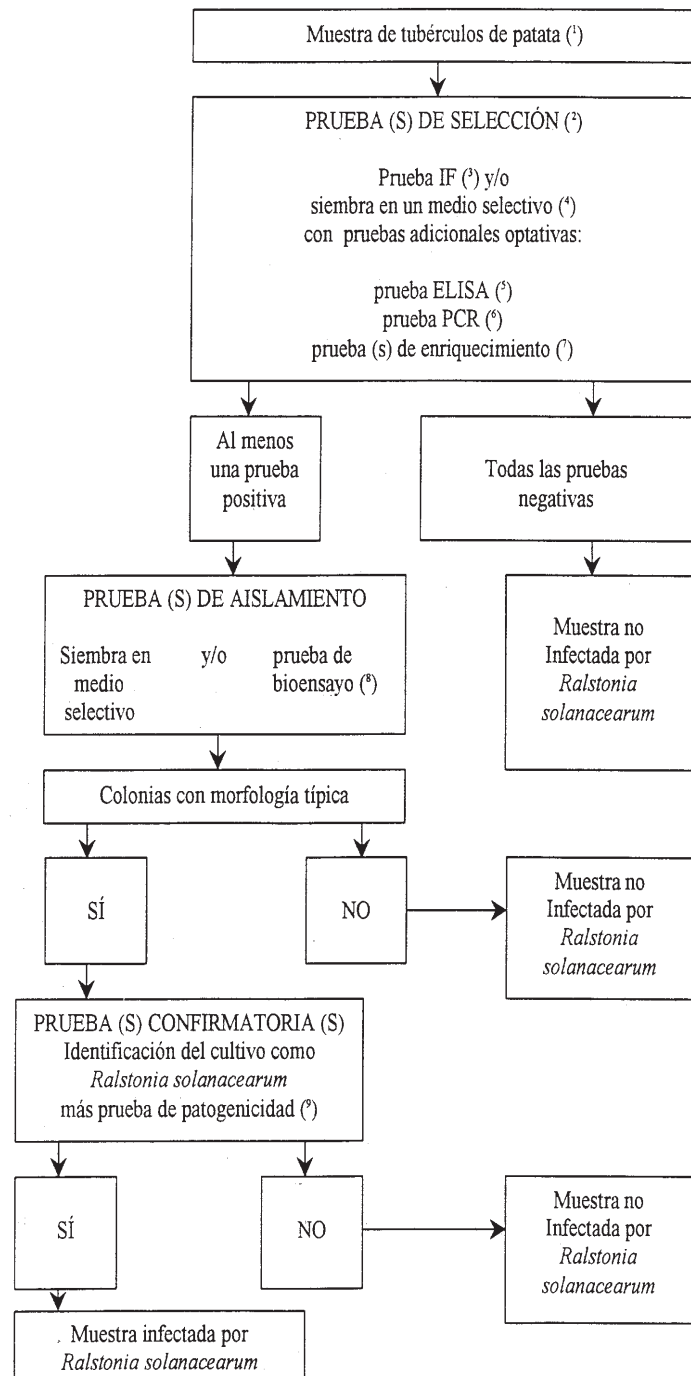 Muestra de tubérculos de patata (¹)
PRUEBA (S) DE SELECCIÓN (²)
Prueba IF (³) y/o
siembra en un medio selectivo (⁴)
con pruebas adicionales optativas:
prueba ELISA (⁵)
prueba PCR (⁶)
prueba (s) de enriquecimiento (⁷)
Al menos
una prueba
positiva
Todas las pruebas
negativas
PRUEBA (S) DE AISLAMIENTO
Siembra en y/o prueba de
medio bioensayo (⁸)
selectivo
Muestra no
Infectada por
Ralstonia
solanacearum
Colonias con morfología típica
SÍ
NO
Muestra no
Infectada por
Ralstonia
solanacearum
PRUEBA (S) CONFIRMATORIA (S)
Identificación del cultivo como
Ralstonia solanacearum
más prueba de patogenicidad (⁹)
SÍ
NO
Muestra no
Infectada por
Ralstonia
solanacearum
Muestra infectada por
Ralstonia solanacearum